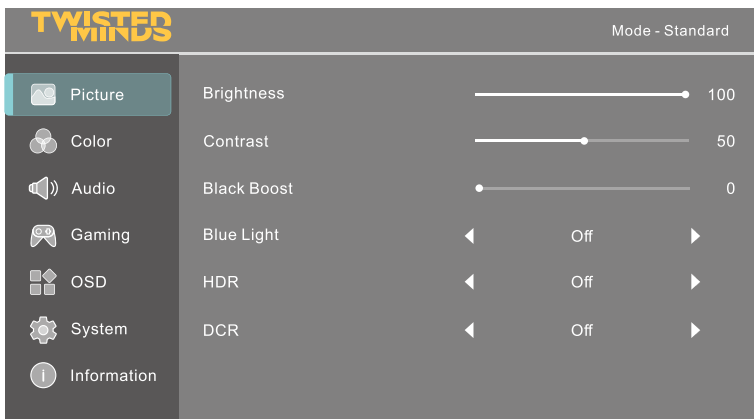 TWISTED
MINDS
Mode - Standard
Picture
Brightness 100
Color
Contrast 50
Audio
Black Boost 0
Gaming
Blue Light Off
OSD
HDR Off
System
DCR Off
Information